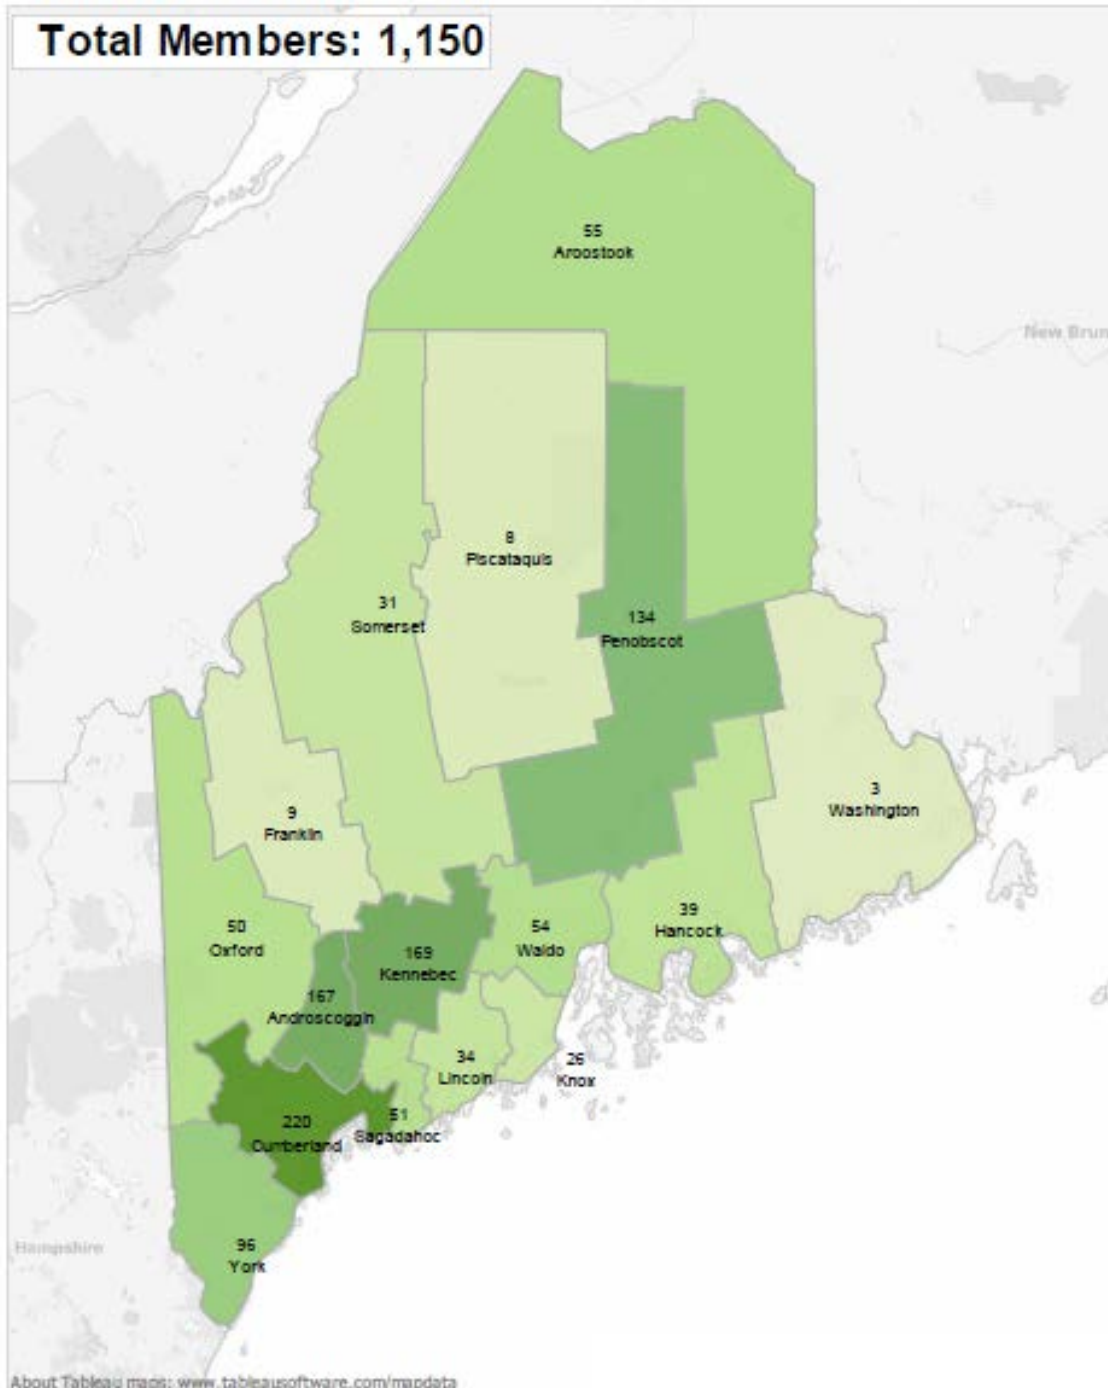 Total Members: 1,150
55
Aroostook
New Brun
8
Piscataquis
31
Somerset
134
Penobscot
3
Washington
9
Franklin
39
Hancock
50
Oxford
54
Waldo
169
Kennebec
167
Androscoggin
34
Lincoln
26
Knox
51
Sagadahoc
220
Cumberland
96
York
Hampshire
About Tableau maps: www.tableausoftware.com/mapdata